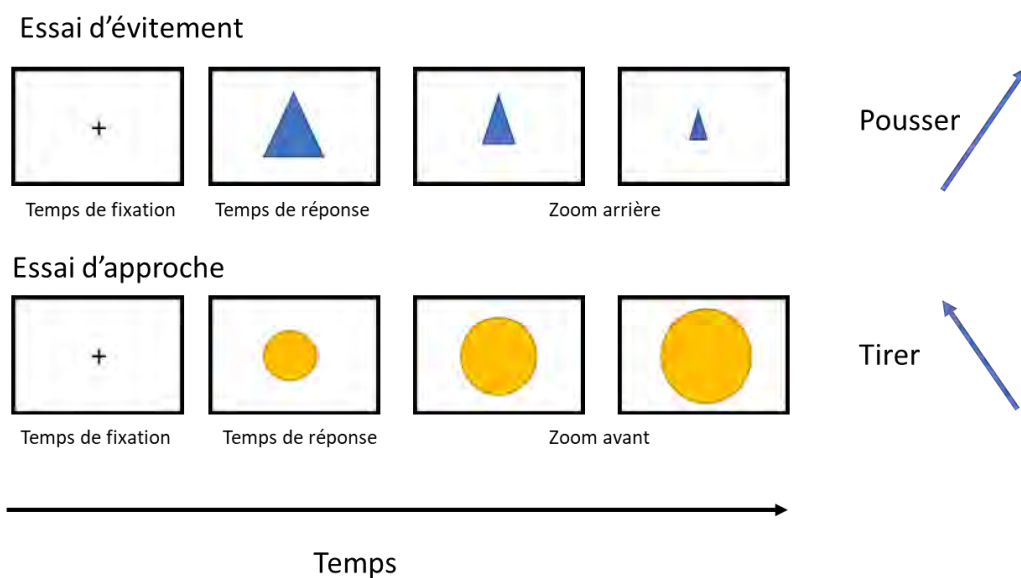 Essai d'évitement
+
Pousser
Temps de fixation
Temps de réponse
Zoom arrière
Essai d'approche
+
Tirer
Temps de fixation
Temps de réponse
Zoom avant
Temps